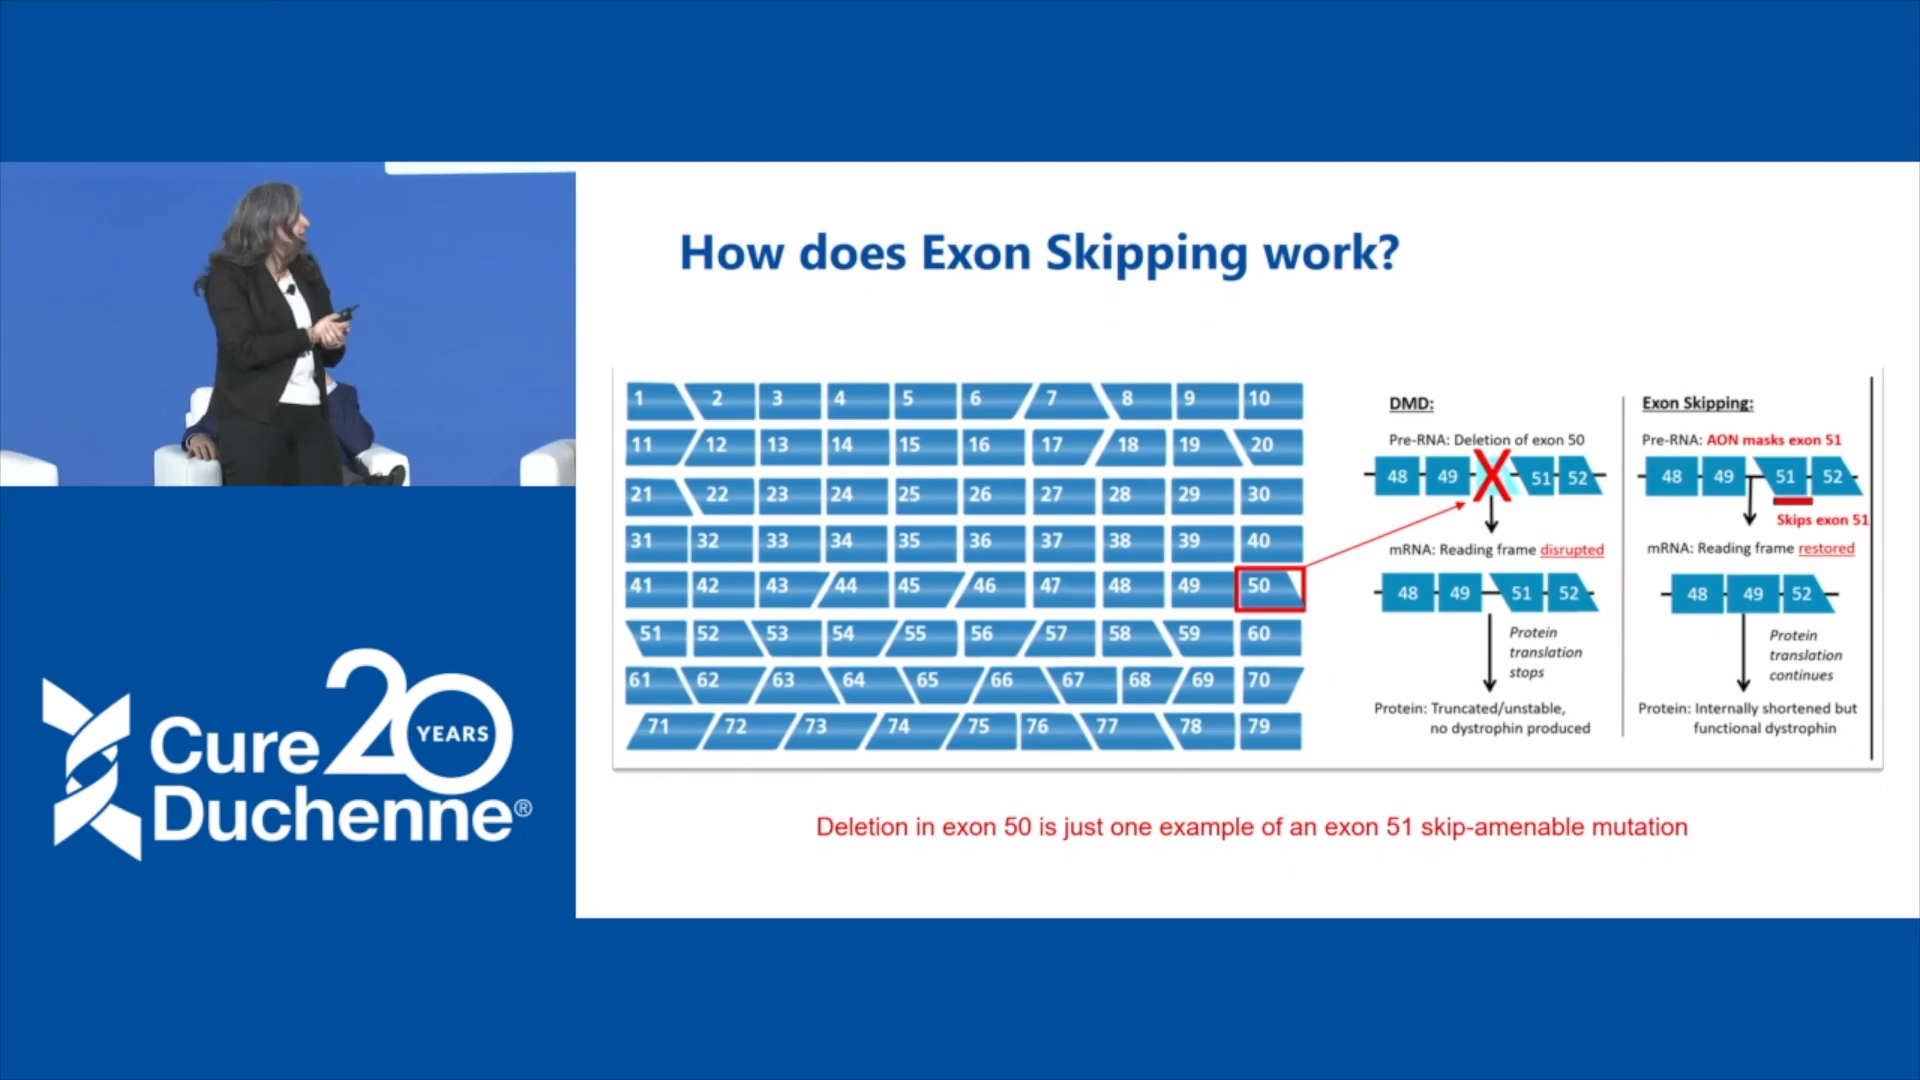 How does Exon Skipping work?
1 2 3 4 5 6 7 8 9 10
11 12 13 14 15 16 17 18 19 20
21 22 23 24 25 26 27 28 29 30
31 32 33 34 35 36 37 38 39 40
41 42 43 44 45 46 47 48 49 50
51 52 53 54 55 56 57 58 59 60
61 62 63 64 65 66 67 68 69 70
71 72 73 74 75 76 77 78 79
DMD:
Pre-RNA: Deletion of exon 50
48 49 X 51 52
mRNA: Reading frame disrupted
48 49 51 52
Protein
translation
stops
Protein: Truncated/unstable,
no dystrophin produced
Exon Skipping:
Pre-RNA: AON masks exon 51
48 49 51 52
Skips exon 51
mRNA: Reading frame restored
48 49 52
Protein
translation
continues
Protein: Internally shortened but
functional dystrophin
Deletion in exon 50 is just one example of an exon 51 skip-amenable mutation
20
YEARS
Cure
Duchenne®